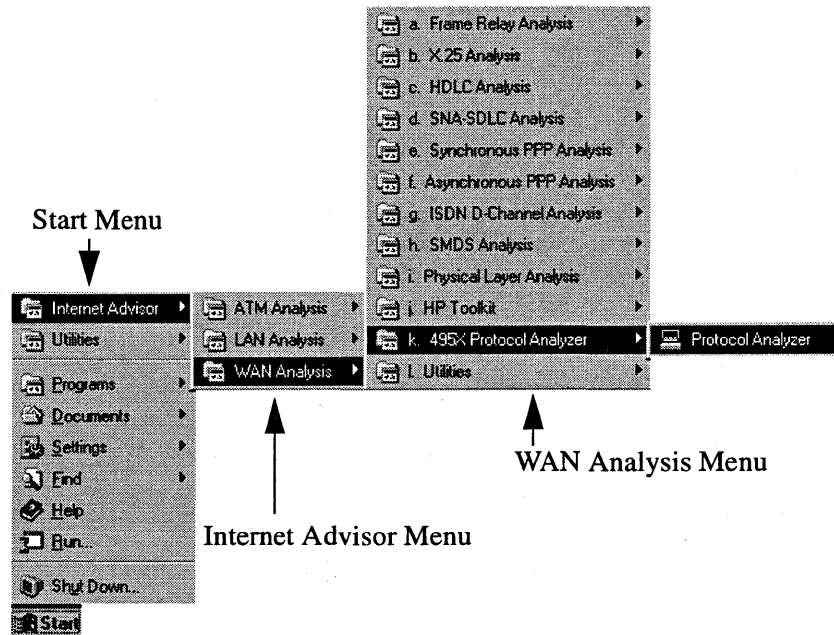 a. Frame Relay Analysis
b. X.25 Analysis
c. HDLC Analysis
d. SNA-SDLC Analysis
e. Synchronous PPP Analysis
f. Asynchronous PPP Analysis
g. ISDN D-Channel Analysis
h. SMDS Analysis
i. Physical Layer Analysis
j. HP Toolkit
k. 495X Protocol Analyzer
l. Utilities
Protocol Analyzer
Start Menu
Internet Advisor
Utilities
Programs
Documents
Settings
Find
Help
Run...
Shut Down...
Start
ATM Analysis
LAN Analysis
WAN Analysis
WAN Analysis Menu
Internet Advisor Menu